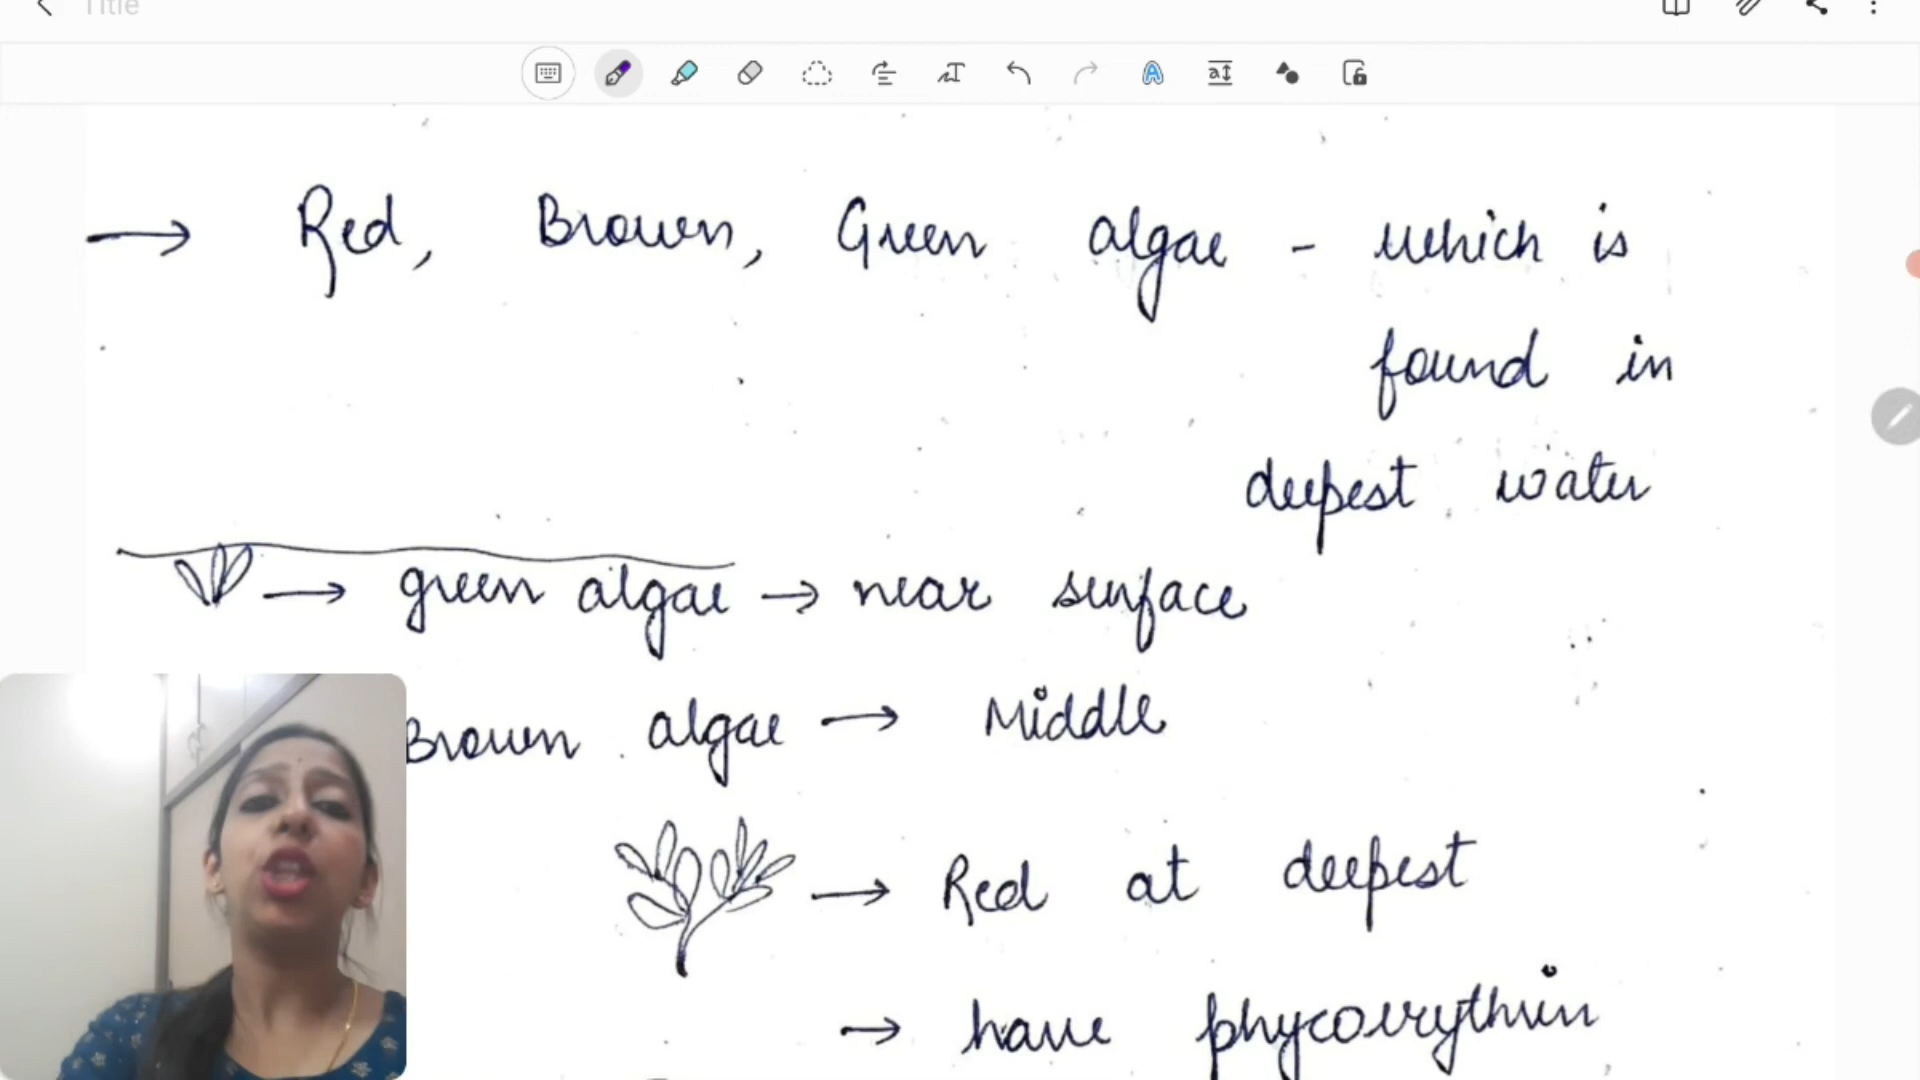 Title
→ Red, Brown, Green algae - which is
found in
deepest water
→ green algae → near surface
Brown algae → Middle
→ Red at deepest
→ have phycoerythrin